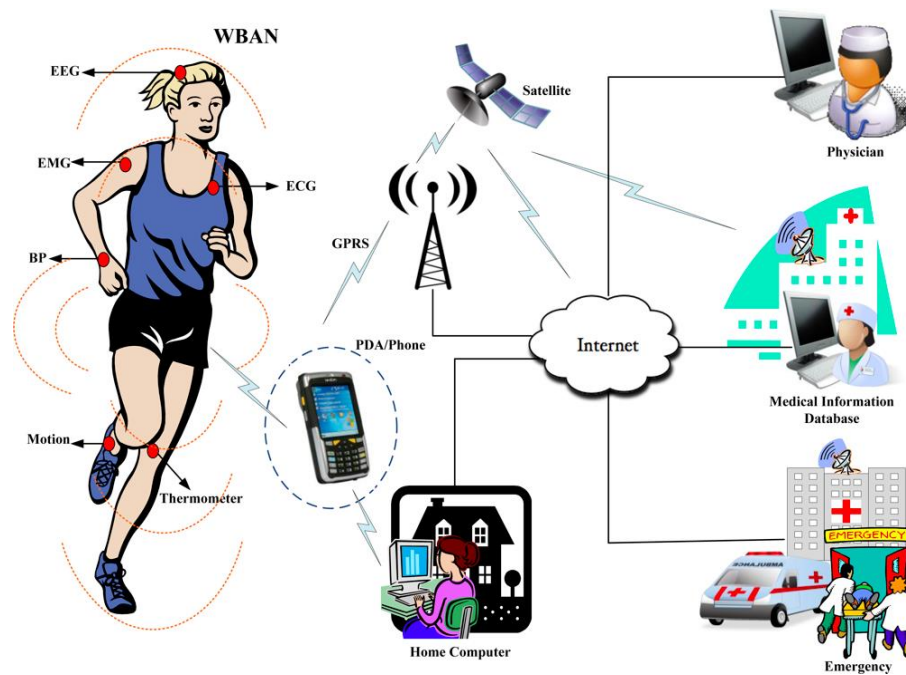 WBAN
EEG
Satellite
Physician
EMG
ECG
GPRS
BP
Internet
PDA/Phone
Medical Information
Database
Motion
Thermometer
EMERGENCY
Home Computer
Emergency